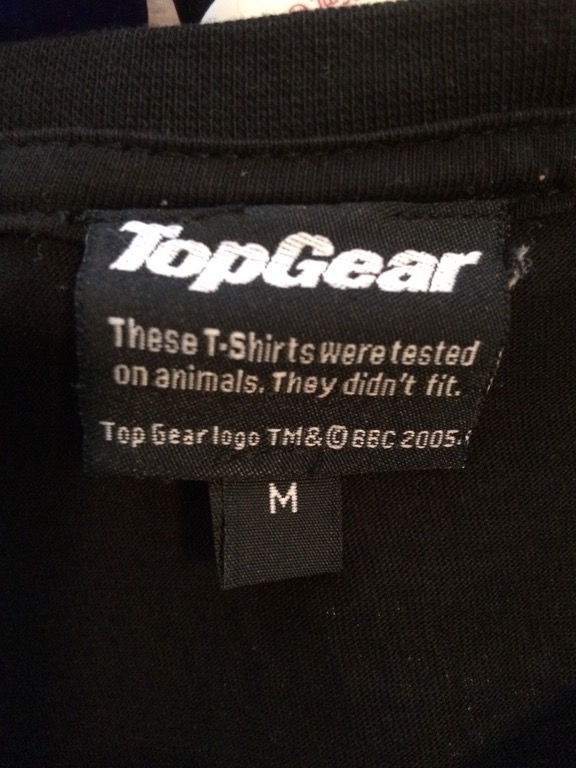 TopGear
These T-Shirts were tested
on animals. They didn't fit.
Top Gear logo TM & © BBC 2005.
M